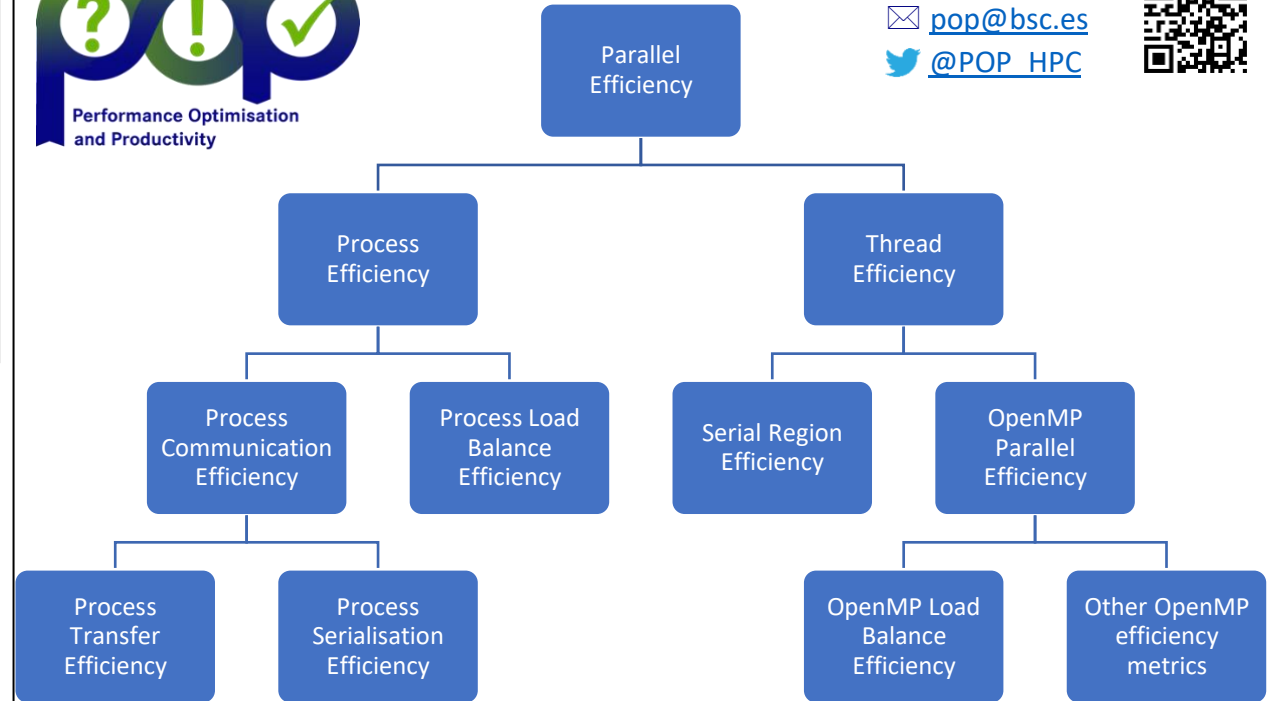 ? ! ✓
pop
Performance Optimisation
and Productivity
pop@bsc.es
@POP_HPC
Parallel
Efficiency
Process
Efficiency
Thread
Efficiency
Process
Communication
Efficiency
Process Load
Balance
Efficiency
Serial Region
Efficiency
OpenMP
Parallel
Efficiency
Process
Transfer
Efficiency
Process
Serialisation
Efficiency
OpenMP Load
Balance
Efficiency
Other OpenMP
efficiency
metrics